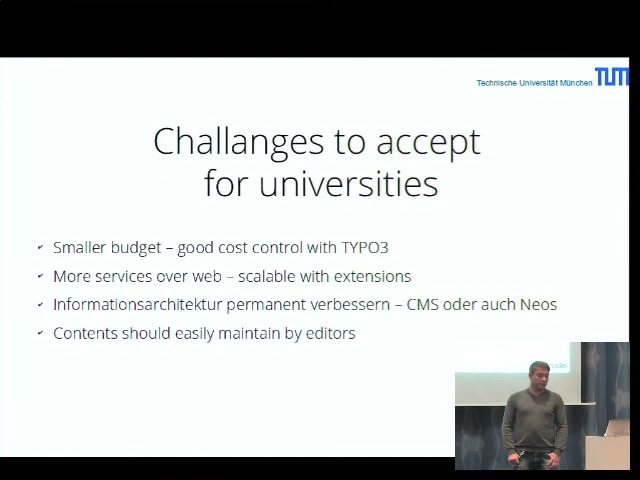 Technische Universität München TUM
Challanges to accept
for universities
Smaller budget – good cost control with TYPO3
More services over web – scalable with extensions
Informationsarchitektur permanent verbessern – CMS oder auch Neos
Contents should easily maintain by editors